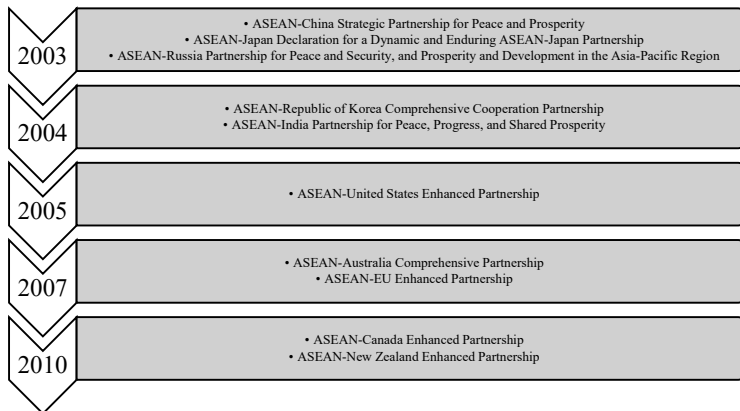 2003
• ASEAN-China Strategic Partnership for Peace and Prosperity
• ASEAN-Japan Declaration for a Dynamic and Enduring ASEAN-Japan Partnership
• ASEAN-Russia Partnership for Peace and Security, and Prosperity and Development in the Asia-Pacific Region
2004
• ASEAN-Republic of Korea Comprehensive Cooperation Partnership
• ASEAN-India Partnership for Peace, Progress, and Shared Prosperity
2005
• ASEAN-United States Enhanced Partnership
2007
• ASEAN-Australia Comprehensive Partnership
• ASEAN-EU Enhanced Partnership
2010
• ASEAN-Canada Enhanced Partnership
• ASEAN-New Zealand Enhanced Partnership